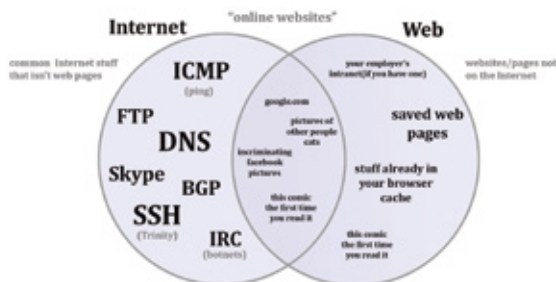 "online websites"
Internet
Web
common Internet stuff
that isn't web pages
websites/pages not
on the Internet
ICMP
(ping)
FTP
DNS
Skype
BGP
SSH
(Trinity)
IRC
(botnets)
google.com
pictures of
other people
cats
incriminating
facebook
pictures
this comic
the first time
you read it
your employer's
intranet(if you have one)
saved web
pages
stuff already in
your browser
cache
this comic
the first time
you read it